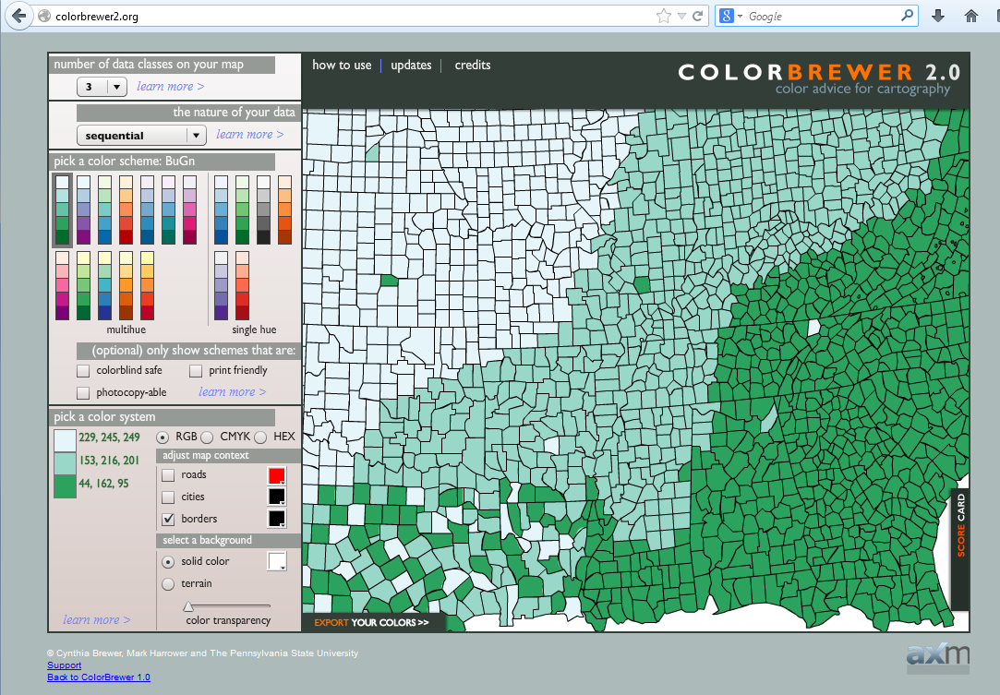 colorbrewer2.org
Google
number of data classes on your map
3
learn more >
the nature of your data
sequential
learn more >
pick a color scheme: BuGn
multihue
single hue
(optional) only show schemes that are:
colorblind safe
print friendly
photocopy-able
learn more >
pick a color system
229, 245, 249
153, 216, 201
44, 162, 95
RGB
CMYK
HEX
adjust map context
roads
cities
borders
select a background
solid color
terrain
color transparency
learn more >
how to use
updates
credits
COLORBREWER 2.0
color advice for cartography
SCORE CARD
EXPORT YOUR COLORS >>
© Cynthia Brewer, Mark Harrower and The Pennsylvania State University
Support
Back to ColorBrewer 1.0
axm